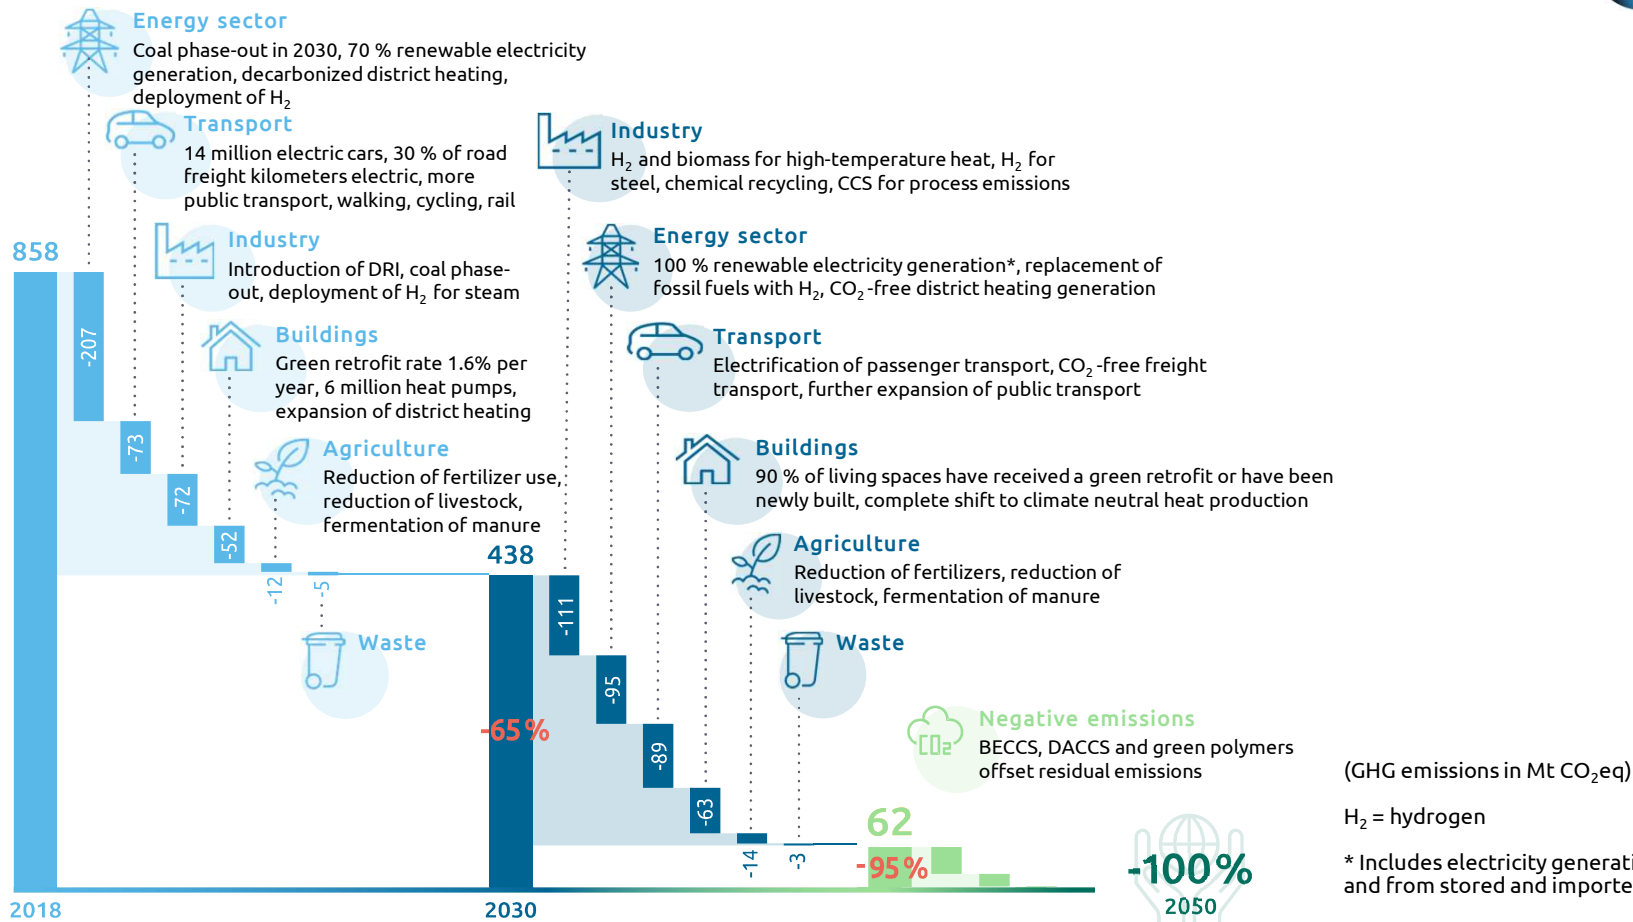 Energy sector
Coal phase-out in 2030, 70 % renewable electricity
generation, decarbonized district heating,
deployment of H₂
Transport
14 million electric cars, 30 % of road
freight kilometers electric, more
public transport, walking, cycling, rail
Industry
Introduction of DRI, coal phase-
out, deployment of H₂ for steam
Buildings
Green retrofit rate 1.6% per
year, 6 million heat pumps,
expansion of district heating
Agriculture
Reduction of fertilizer use,
reduction of livestock,
fermentation of manure
Waste
858
-207
-73
-72
-52
-12
-5
438
-65%
Industry
H₂ and biomass for high-temperature heat, H₂ for
steel, chemical recycling, CCS for process emissions
Energy sector
100 % renewable electricity generation*, replacement of
fossil fuels with H₂, CO₂-free district heating generation
Transport
Electrification of passenger transport, CO₂-free freight
transport, further expansion of public transport
Buildings
90 % of living spaces have received a green retrofit or have been
newly built, complete shift to climate neutral heat production
Agriculture
Reduction of fertilizers, reduction of
livestock, fermentation of manure
Waste
-111
-95
-89
-63
-14
-3
CO₂
Negative emissions
BECCS, DACCS and green polymers
offset residual emissions
62
-95%
-100%
2050
2018
2030
(GHG emissions in Mt CO₂eq)
H₂ = hydrogen
* Includes electricity
and from stored and